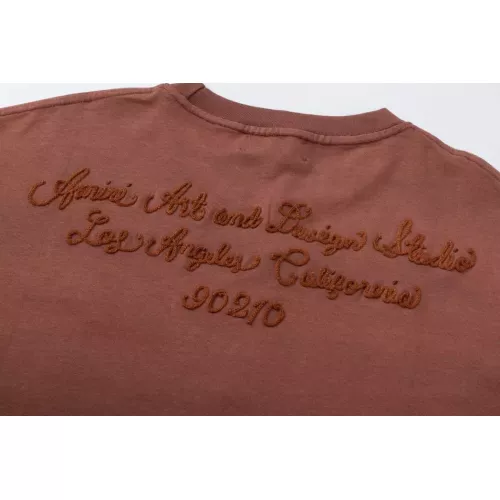 Amiri Art and Design Studio
Los Angeles California
90210